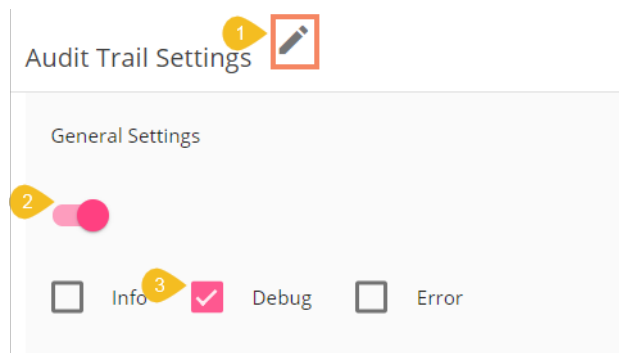 1
Audit Trail Settings
General Settings
2
3
Info Debug Error